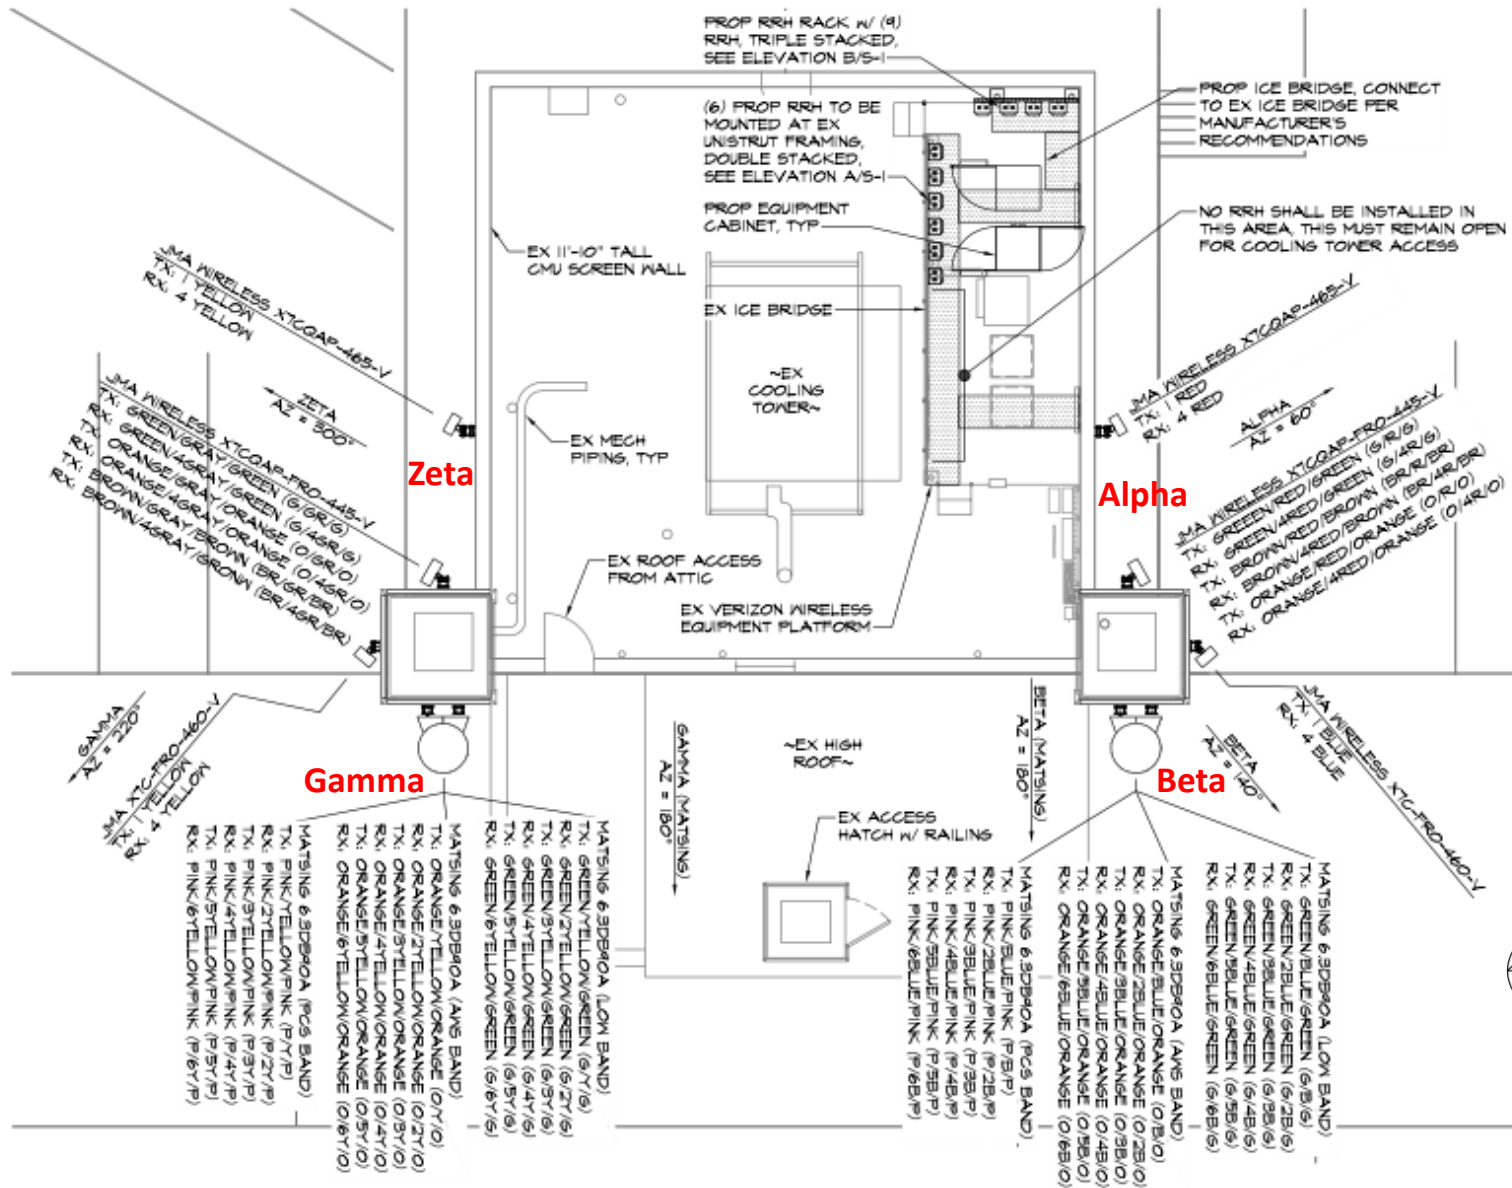 PROP RRH RACK W/ (9)
RRH, TRIPLE STACKED,
SEE ELEVATION B/S-1
(6) PROP RRH TO BE
MOUNTED AT EX
UNISTRUT FRAMING,
DOUBLE STACKED,
SEE ELEVATION A/S-1
PROP EQUIPMENT
CABINET, TYP
PROP ICE BRIDGE, CONNECT
TO EX ICE BRIDGE PER
MANUFACTURER'S
RECOMMENDATIONS
NO RRH SHALL BE INSTALLED IN
THIS AREA, THIS MUST REMAIN OPEN
FOR COOLING TOWER ACCESS
EX 11'-10" TALL
CMU SCREEN WALL
EX ICE BRIDGE
~EX
COOLING
TOWER~
EX MECH
PIPING, TYP
EX ROOF ACCESS
FROM ATTIC
EX VERIZON WIRELESS
EQUIPMENT PLATFORM
JMA WIRELESS X7CQAP-465-V
TX: 1 YELLOW
RX: 4 YELLOW
ZETA
AZ = 300°
JMA WIRELESS X7CQAP-FRO-445-V
TX: GREEN/GRAY/GREEN (G/GR/G)
RX: GREEN/4GRAY/GREEN (G/4GR/G)
TX: ORANGE/GRAY/ORANGE (O/GR/O)
RX: ORANGE/4GRAY/ORANGE (O/4GR/O)
TX: BROWN/GRAY/BROWN (BR/GR/BR)
RX: BROWN/4GRAY/GRONW (BR/4GR/BR)
Zeta
JMA WIRELESS X7CQAP-465-V
TX: 1 RED
RX: 4 RED
ALPHA
AZ = 60°
JMA WIRELESS X7CQAP-FRO-445-V
TX: GREEEN/RED/GREEN (G/R/G)
RX: GREEN/4RED/GREEN (G/4R/G)
TX: BROWN/RED/BROWN (BR/R/BR)
RX: BROWN/4RED/BROWN (BR/4R/BR)
TX: ORANGE/RED/ORANGE (O/R/O)
RX: ORANGE/4RED/ORANGE (O/4R/O)
Alpha
GAMMA
AZ = 220°
JMA X7C-FRO-460-V
TX: 1 YELLOW
RX: 4 YELLOW
Gamma
GAMMA (MATSING)
AZ = 180°
~EX HIGH
ROOF~
EX ACCESS
HATCH W/ RAILING
BETA (MATSING)
AZ = 180°
Beta
BETA
AZ = 140°
JMA WIRELESS X7C-FRO-460-V
TX: 1 BLUE
RX: 4 BLUE
MATSING 6.3DB90A (PCS BAND)
TX: PINK/YELLOW/PINK (P/Y/P)
RX: PINK/2YELLOW/PINK (P/2Y/P)
TX: PINK/3YELLOW/PINK (P/3Y/P)
RX: PINK/4YELLOW/PINK (P/4Y/P)
TX: PINK/5YELLOW/PINK (P/5Y/P)
RX: PINK/6YELLOW/PINK (P/6Y/P)
MATSING 6.3DB90A (AWS BAND)
TX: ORANGE/YELLOW/ORANGE (O/Y/O)
RX: ORANGE/2YELLOW/ORANGE (O/2Y/O)
TX: ORANGE/3YELLOW/ORANGE (O/3Y/O)
RX: ORANGE/4YELLOW/ORANGE (O/4Y/O)
TX: ORANGE/5YELLOW/ORANGE (O/5Y/O)
RX: ORANGE/6YELLOW/ORANGE (O/6Y/O)
MATSING 6.3DB90A (LOW BAND)
TX: GREEN/YELLOW/GREEN (G/Y/G)
RX: GREEN/2YELLOW/GREEN (G/2Y/G)
TX: GREEN/3YELLOW/GREEN (G/3Y/G)
RX: GREEN/4YELLOW/GREEN (G/4Y/G)
TX: GREEN/5YELLOW/GREEN (G/5Y/G)
RX: GREEN/6YELLOW/GREEN (G/6Y/G)
MATSING 6.3DB90A (PCS BAND)
TX: PINK/BLUE/PINK (P/B/P)
RX: PINK/2BLUE/PINK (P/2B/P)
TX: PINK/3BLUE/PINK (P/3B/P)
RX: PINK/4BLUE/PINK (P/4B/P)
TX: PINK/5BLUE/PINK (P/5B/P)
RX: PINK/6BLUE/PINK (P/6B/P)
MATSING 6.3DB90A (AWS BAND)
TX: ORANGE/BLUE/ORANGE (O/B/O)
RX: ORANGE/2BLUE/ORANGE (O/2B/O)
TX: ORANGE/3BLUE/ORANGE (O/3B/O)
RX: ORANGE/4BLUE/ORANGE (O/4B/O)
TX: ORANGE/5BLUE/ORANGE (O/5B/O)
RX: ORANGE/6BLUE/ORANGE (O/6B/O)
MATSING 6.3DB90A (LOW BAND)
TX: GREEN/BLUE/GREEN (G/B/G)
RX: GREEN/2BLUE/GREEN (G/2B/G)
TX: GREEN/3BLUE/GREEN (G/3B/G)
RX: GREEN/4BLUE/GREEN (G/4B/G)
TX: GREEN/5BLUE/GREEN (G/5B/G)
RX: GREEN/6BLUE/GREEN (G/6B/G)